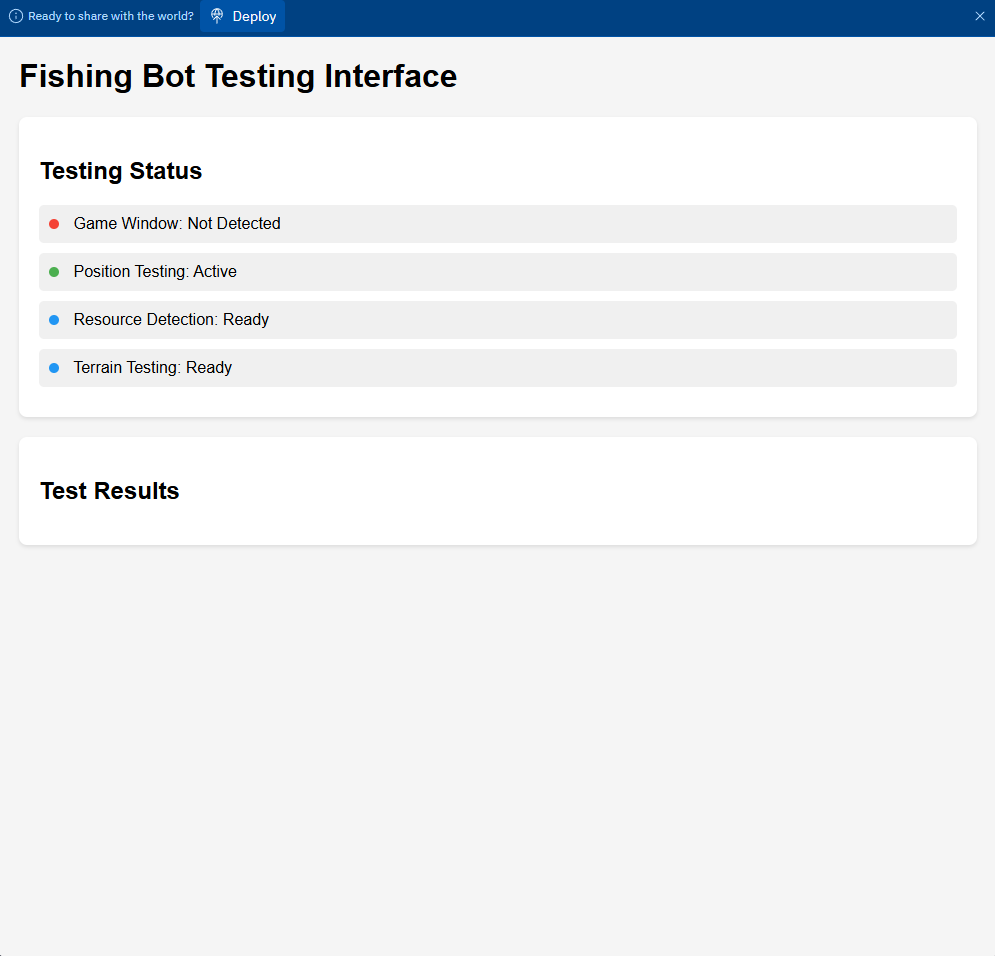 Ready to share with the world? Deploy
Fishing Bot Testing Interface
Testing Status
Game Window: Not Detected
Position Testing: Active
Resource Detection: Ready
Terrain Testing: Ready
Test Results